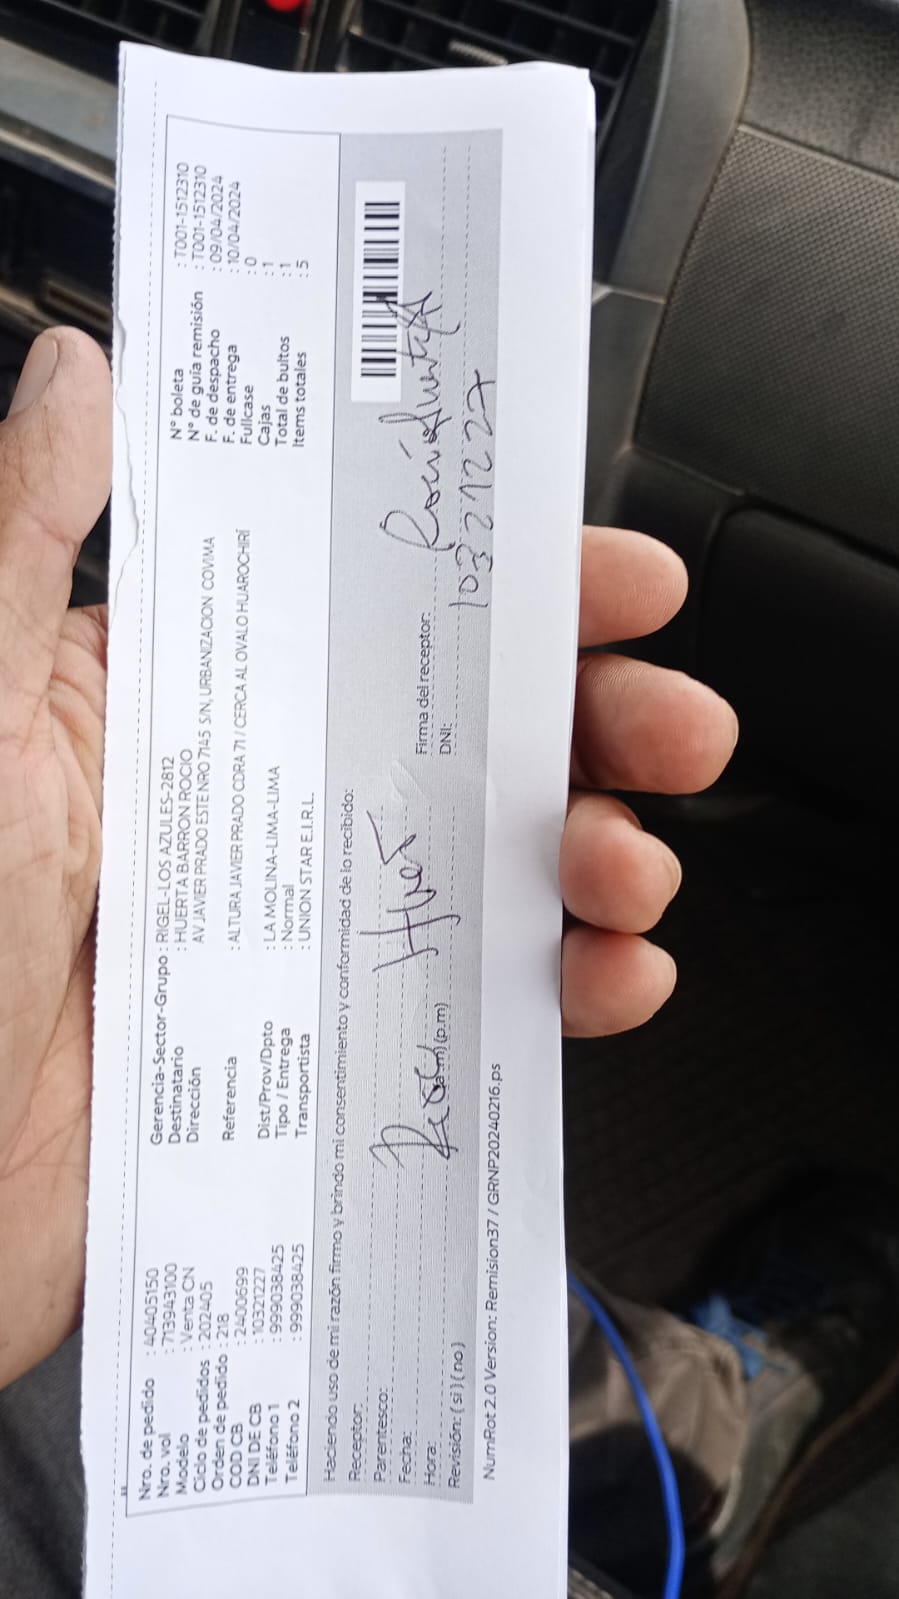 Nro. de pedido : 40405150
Nro. vol : 713943100
Modelo : Venta CN
Ciclo de pedidos : 202405
Orden de pedido : 218
COD CB : 2400699
DNI DE CB : 10321227
Teléfono 1 : 999038425
Teléfono 2 : 999038425
Gerencia-Sector-Grupo : RIGEL-LOS AZULES-2812
Destinatario : HUERTA BARRON ROCIO
Dirección AV JAVIER PRADO ESTE NRO 7145 S/N, URBANIZACION COVIMA
Referencia : ALTURA JAVIER PRADO CDRA 71 / CERCA AL OVALO HUAROCHIRÍ
Dist/Prov/Dpto : LA MOLINA-LIMA-LIMA
Tipo / Entrega : Normal
Transportista : UNION STAR E.I.R.L.
N° boleta : T001-1512310
N° de guía remisión : T001-1512310
F. de despacho : 09/04/2024
F. de entrega : 10/04/2024
Fullcase : 0
Cajas : 1
Total de bultos : 1
Items totales : 5
Haciendo uso de mi razón firmo y brindo mi consentimiento y conformidad de lo recibido:
Receptor:
Parentesco:
Fecha:
Hora: (a.m) (p.m)
Revisión: ( si ) ( no )
Firma del receptor: Rocío Huerta
DNI: 10321227
NumRot 2.0 Version: Remision37 / GRNP20240216.ps